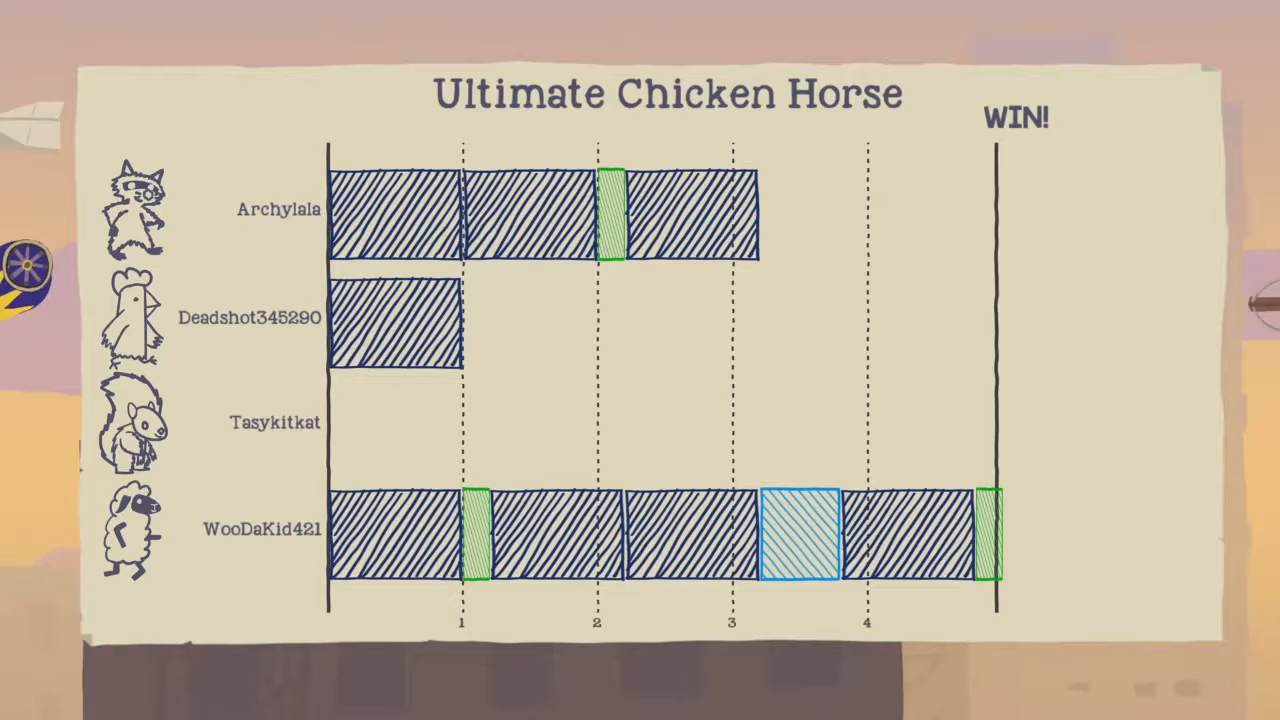 Ultimate Chicken Horse
WIN!
Archylala
Deadshot345290
Tasykitkat
WooDaKid421
1 2 3 4